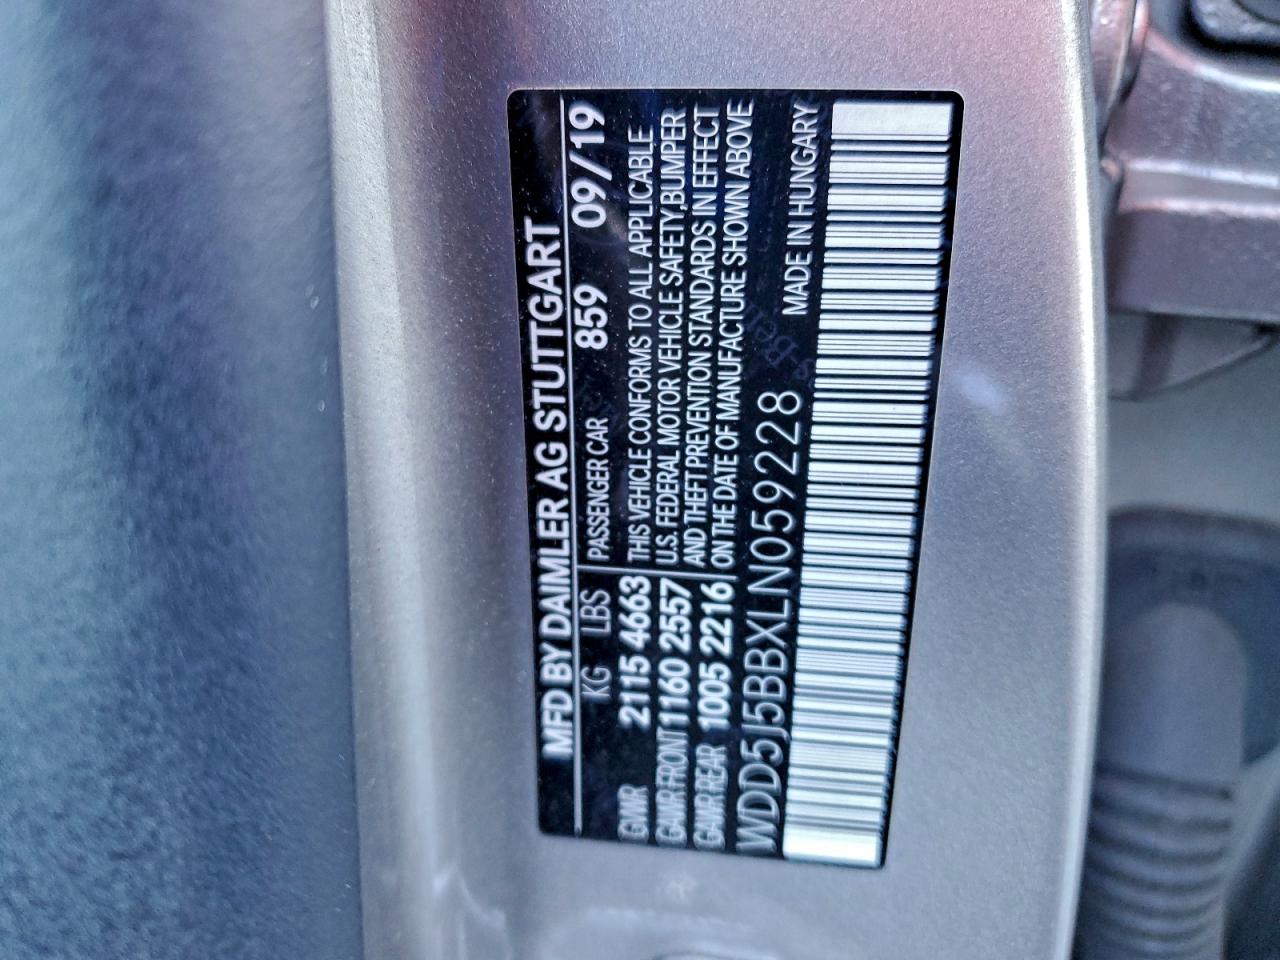 MFD BY DAIMLER AG STUTTGART
KG LBS PASSENGER CAR 859 09/19
GWWR 2115 4663 THIS VEHICLE CONFORMS TO ALL APPLICABLE
GAWR FRONT 1160 2557 U.S. FEDERAL MOTOR VEHICLE SAFETY,BUMPER
GAWR REAR 1005 2216 AND THEFT PREVENTION STANDARDS IN EFFECT
ON THE DATE OF MANUFACTURE SHOWN ABOVE
WDD5J5BBXLN059228 MADE IN HUNGARY